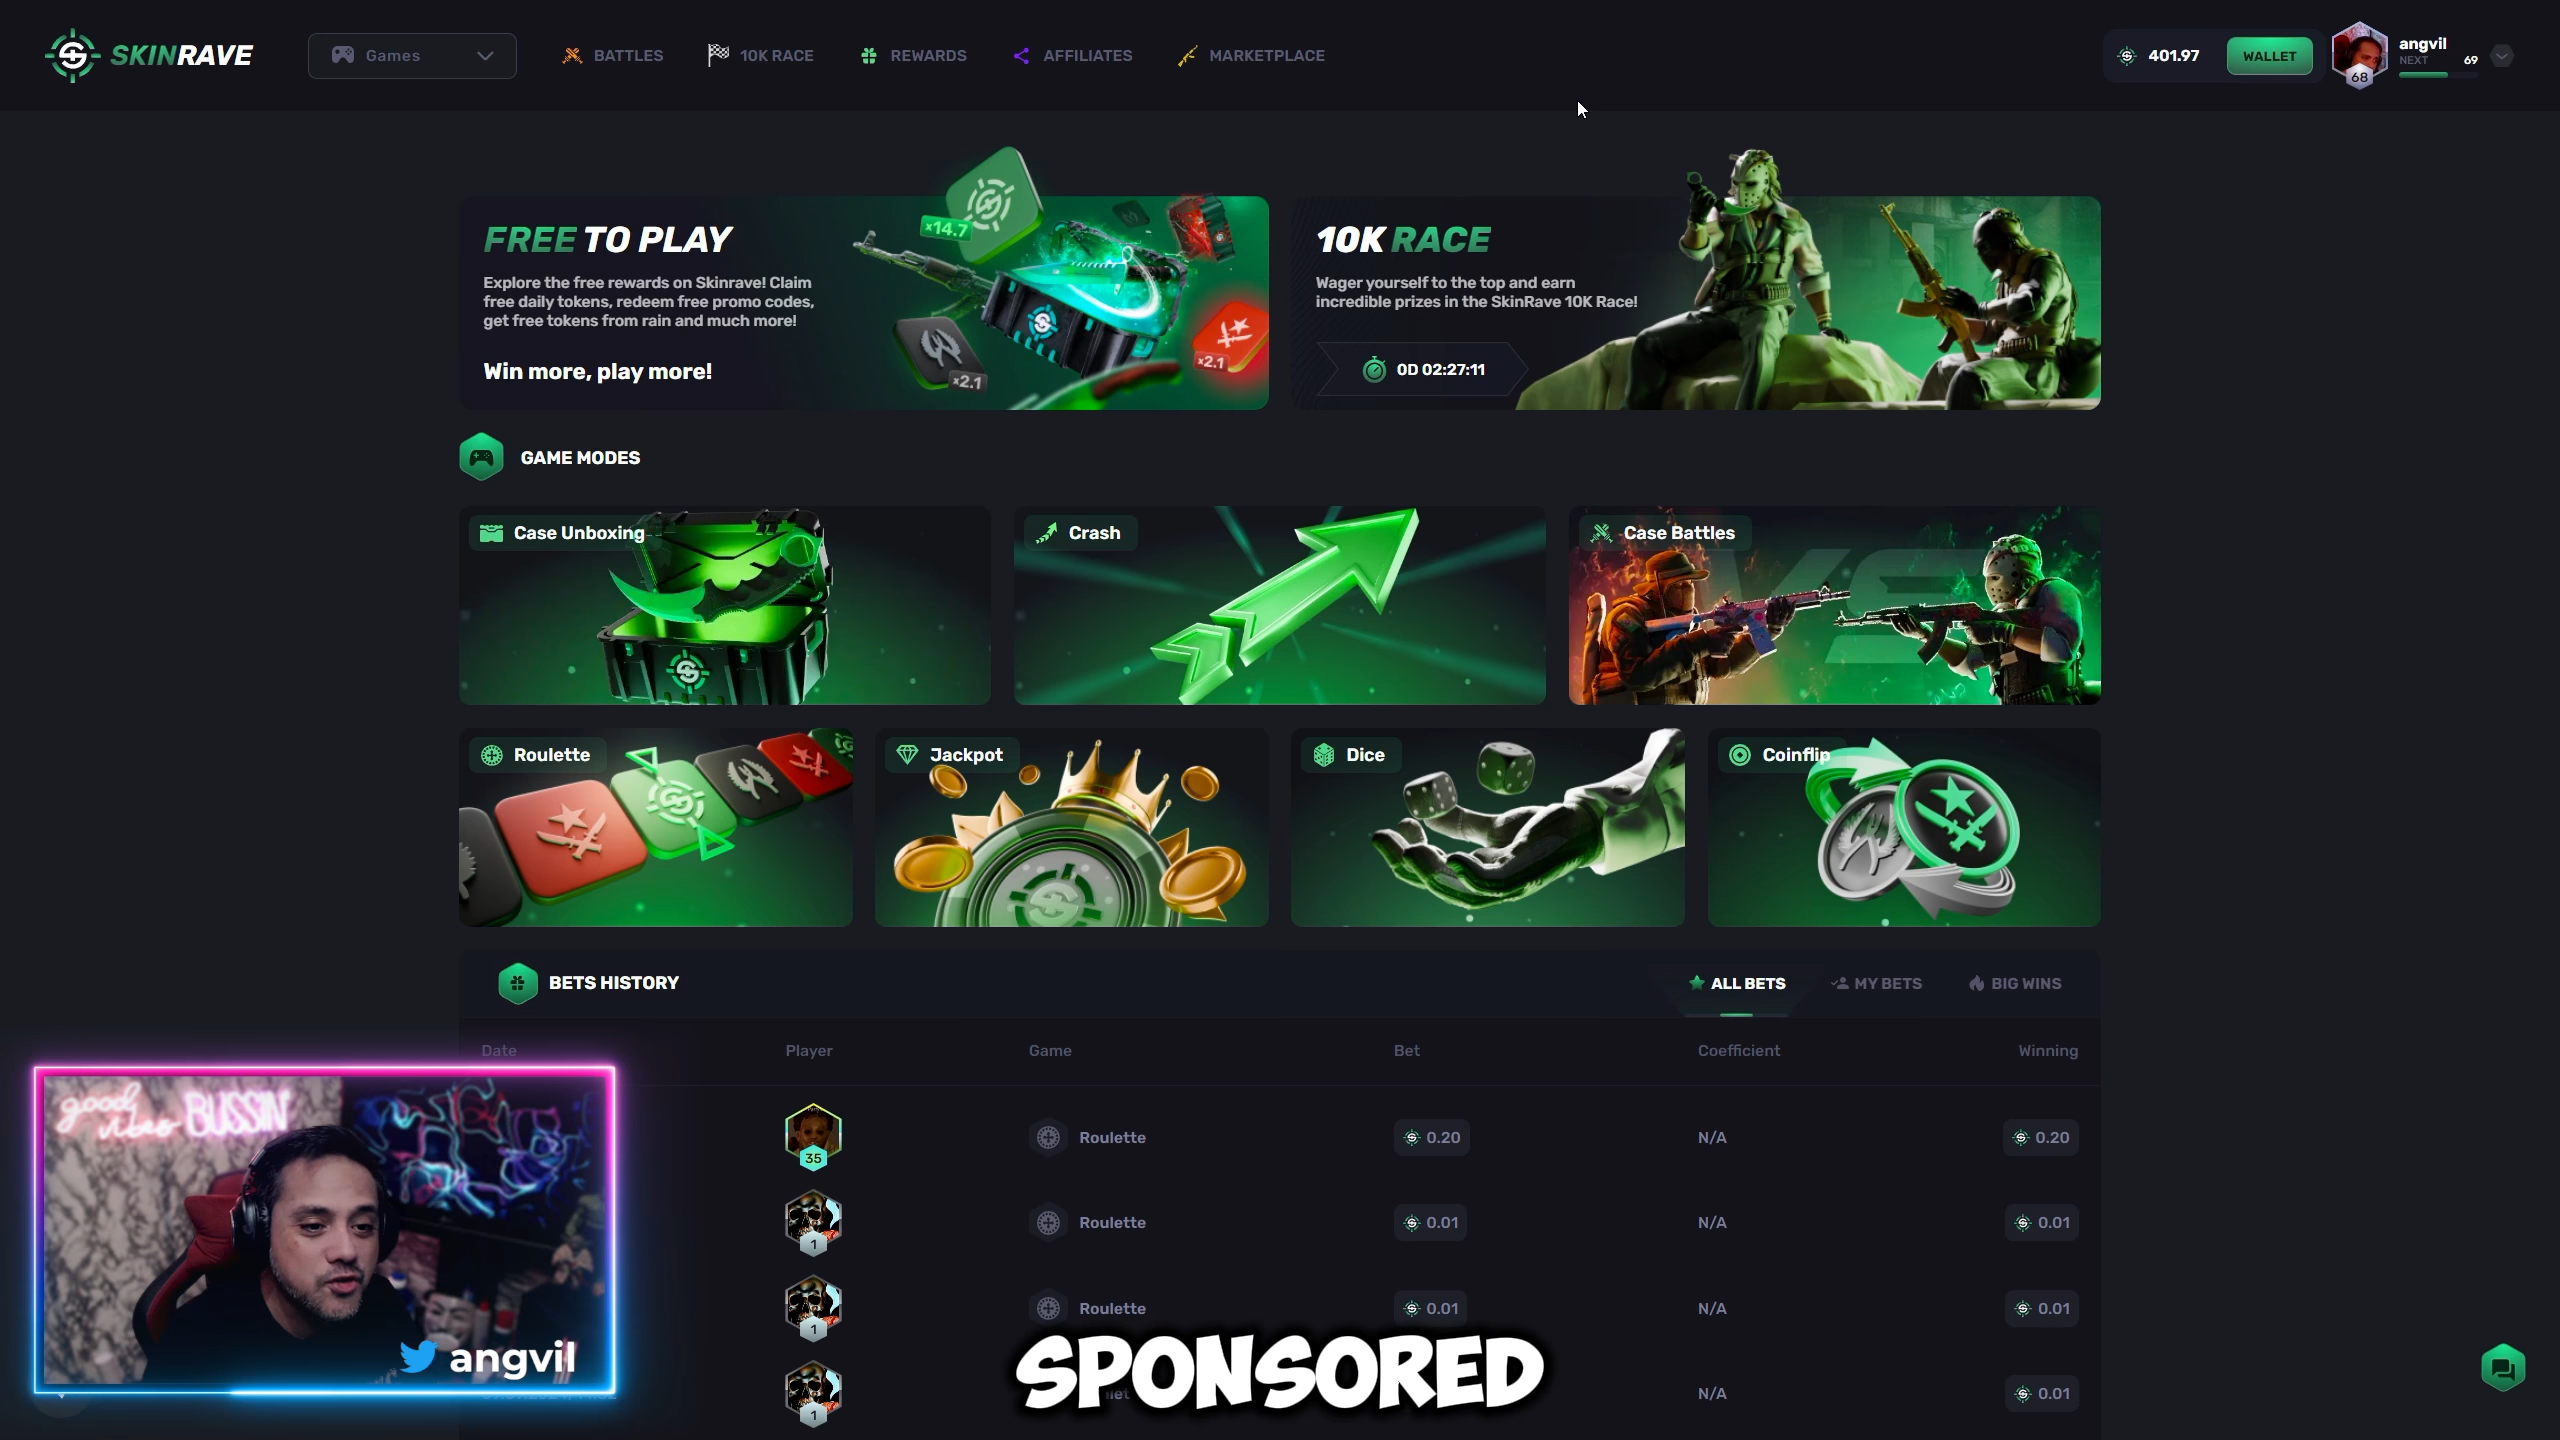 SKINRAVE
Games
BATTLES
10K RACE
REWARDS
AFFILIATES
MARKETPLACE
401.97
WALLET
68
angvil
NEXT 69
FREE TO PLAY
Explore the free rewards on Skinrave! Claim
free daily tokens, redeem free promo codes,
get free tokens from rain and much more!
Win more, play more!
x14.7
x2.1
x2.1
10K RACE
Wager yourself to the top and earn
incredible prizes in the SkinRave 10K Race!
0D 02:27:11
GAME MODES
Case Unboxing
Crash
Case Battles
VS
Roulette
Jackpot
Dice
Coinflip
BETS HISTORY
ALL BETS
MY BETS
BIG WINS
Date Player Game Bet Coefficient Winning
35 Roulette 0.20 N/A 0.20
1 Roulette 0.01 N/A 0.01
1 Roulette 0.01 N/A 0.01
1 N/A 0.01
good vibes BUSSIN'
angvil
SPONSORED